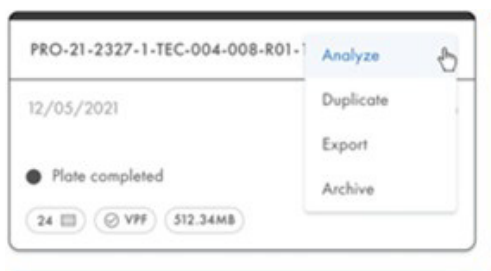 PRO-21-2327-1-TEC-004-008-R01-
Analyze
12/05/2021
Duplicate
Export
Plate completed
Archive
24 VPF 512.34MB